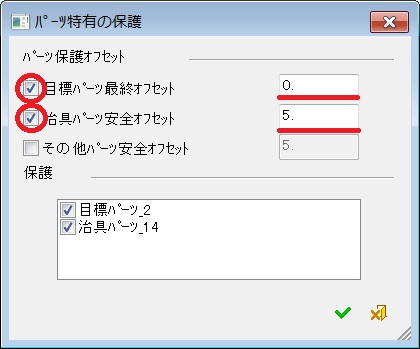 ﾊﾟｰﾂ特有の保護
ﾊﾟｰﾂ保護ｵﾌｾｯﾄ
目標ﾊﾟｰﾂ最終ｵﾌｾｯﾄ 0.
治具ﾊﾟｰﾂ安全ｵﾌｾｯﾄ 5.
その他ﾊﾟｰﾂ安全ｵﾌｾｯﾄ 5.
保護
目標ﾊﾟｰﾂ_2
治具ﾊﾟｰﾂ_14